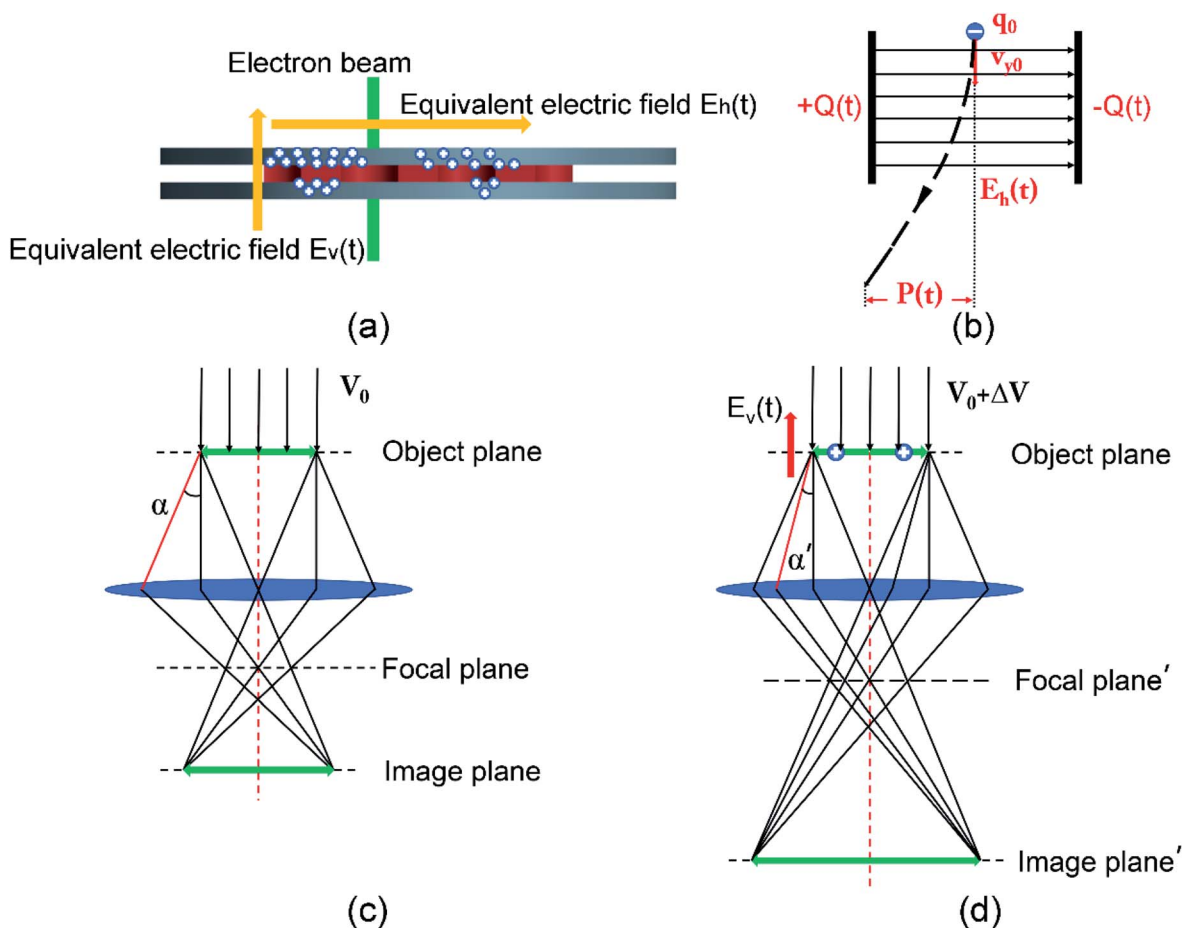 Electron beam
Equivalent electric field Eh(t)
Equivalent electric field Ev(t)
(a)
q0
vy0
+Q(t)
-Q(t)
Eh(t)
P(t)
(b)
V0
Object plane
α
Focal plane
Image plane
(c)
Ev(t)
V0+ΔV
Object plane
α′
Focal plane′
Image plane′
(d)